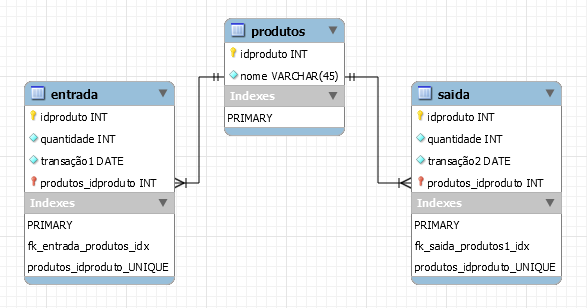 produtos
idproduto INT
nome VARCHAR(45)
Indexes
PRIMARY
entrada
idproduto INT
quantidade INT
transação1 DATE
produtos_idproduto INT
Indexes
PRIMARY
fk_entrada_produtos_idx
produtos_idproduto_UNIQUE
saida
idproduto INT
quantidade INT
transação2 DATE
produtos_idproduto INT
Indexes
PRIMARY
fk_saida_produtos1_idx
produtos_idproduto_UNIQUE